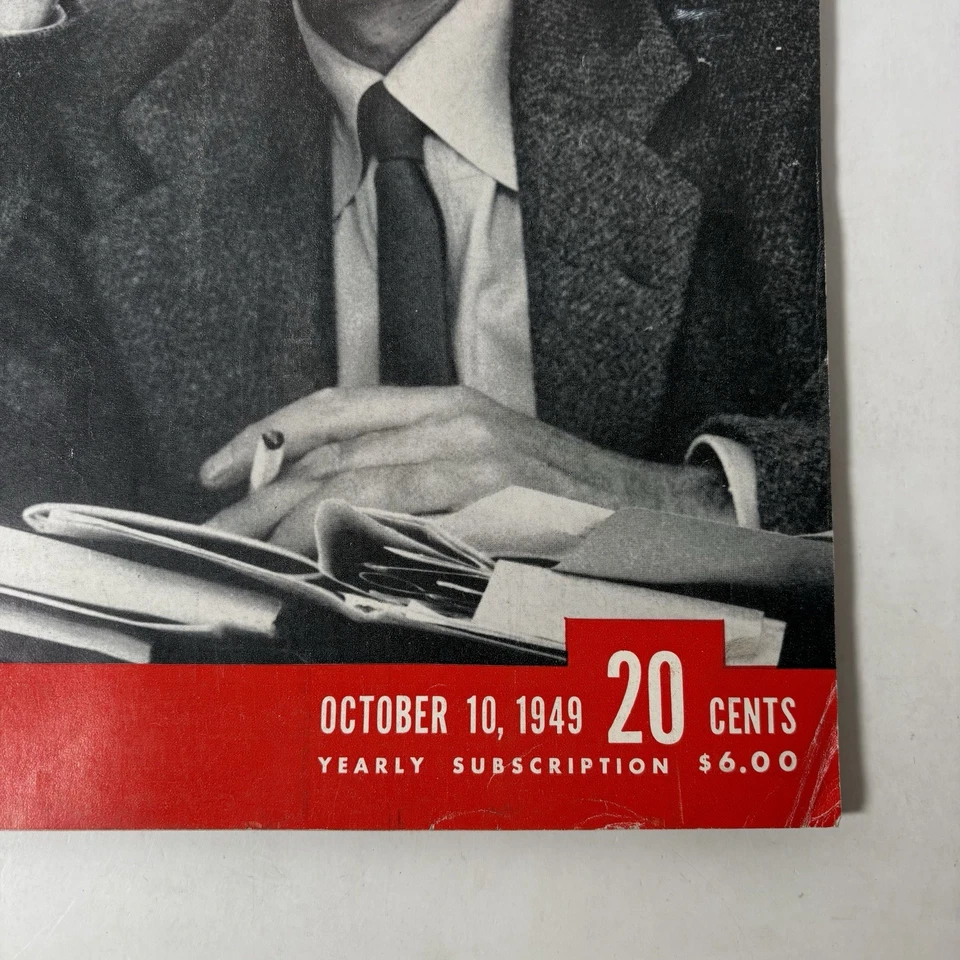 OCTOBER 10, 1949 20 CENTS
YEARLY SUBSCRIPTION $6.00